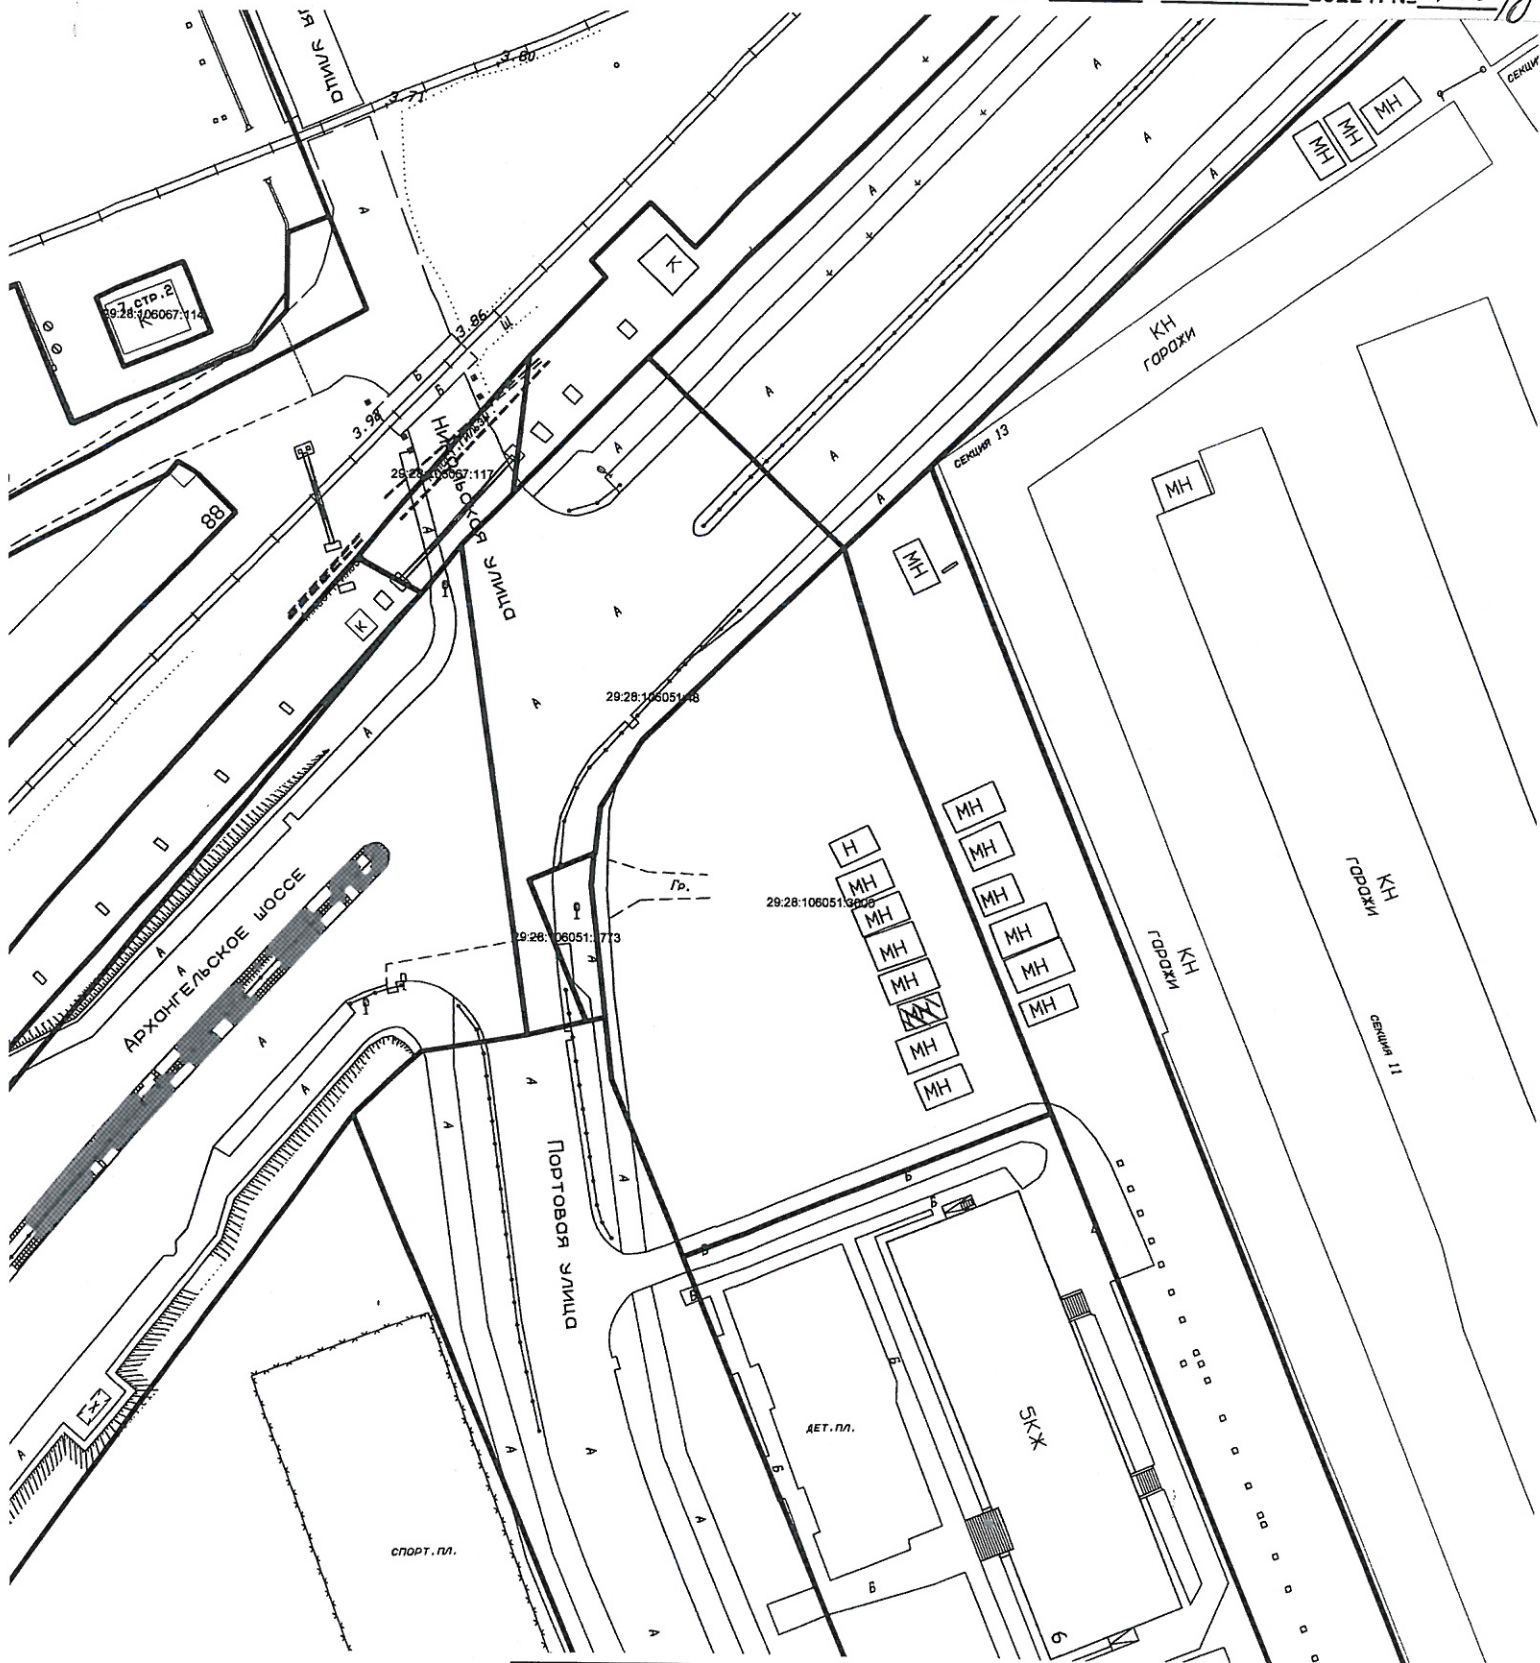 улица
3.80
3.71
А
7, СТР.2
29:28:106067:114
К
3.86
Щ
Б
Б
3.98
29:28:106067:117
Никольская улица
88
К
К
МН
МН
МН
КН
гаражи
СЕКЦИЯ 13
МН
МН
А
А
А
А
А
А
А
А
А
А
А
А
29:28:106051:48
Архангельское шоссе
А
А
А
Гр.
29:28:106051:3000
Н
МН
МН
МН
МН
МН
МН
МН
МН
МН
МН
МН
МН
МН
КН
гаражи
КН
гаражи
СЕКЦИЯ 11
А
А
А
А
А
Портовая улица
Б
Б
Б
Б
Б
ДЕТ.ПЛ.
5КЖ
6
К
А
А
А
А
А
СПОРТ.ПЛ.
Б